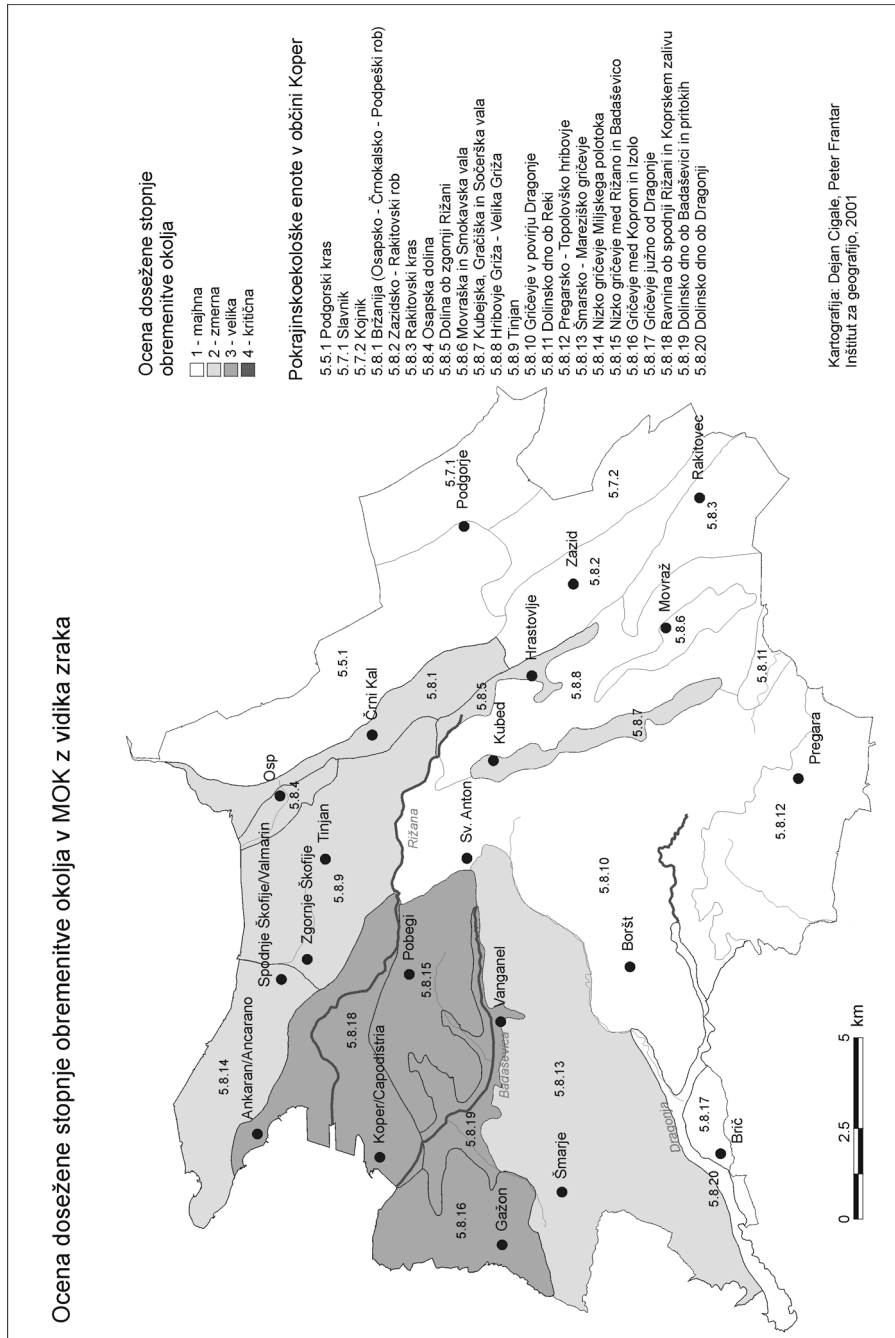 Ocena dosežene stopnje obremenitve okolja v MOK z vidika zraka
Ocena dosežene stopnje
obremenitve okolja
1 - majhna
2 - zmerna
3 - velika
4 - kritična
Pokrajinskoekološke enote v občini Koper
5.5.1 Podgorski kras
5.7.1 Slavnik
5.7.2 Kojnik
5.8.1 Bržanija (Osapsko - Črnokalsko - Podpeški rob)
5.8.2 Zazidsko - Rakitovski rob
5.8.3 Rakitovski kras
5.8.4 Osapska dolina
5.8.5 Dolina ob zgornji Rižani
5.8.6 Movraška in Smokavska vala
5.8.7 Kubejska, Gračiška in Sočerška vala
5.8.8 Hribovje Griža - Velika Griža
5.8.9 Tinjan
5.8.10 Gričevje v povirju Dragonje
5.8.11 Dolinsko dno ob Reki
5.8.12 Pregarsko - Topolovško hribovje
5.8.13 Šmarsko - Mareziško gričevje
5.8.14 Nizko gričevje Miljskega polotoka
5.8.15 Nizko gričevje med Rižano in Badaševico
5.8.16 Gričevje med Koprom in Izolo
5.8.17 Gričevje južno od Dragonje
5.8.18 Ravnina ob spodnji Rižani in Koprskem zalivu
5.8.19 Dolinsko dno ob Badaševici in pritokih
5.8.20 Dolinsko dno ob Dragonji
Kartografija: Dejan Cigale, Peter Frantar
Inštitut za geografijo, 2001
Osp
5.8.4
Črni Kal
5.5.1
5.8.1
5.7.1
Podgorje
Spodnje Škofije/Valmarin
Zgornje Škofije
Tinjan
5.8.9
5.8.14
Ankaran/Ancarano
5.8.18
Rižana
5.8.5
Hrastovlje
Zazid
5.8.2
5.7.2
Koper/Capodistria
Pobegi
5.8.15
Sv. Anton
Kubed
5.8.8
Movraž
5.8.6
Rakitovec
5.8.3
5.8.16
Gažon
5.8.19
Badaševica
Vanganel
5.8.7
5.8.11
Šmarje
5.8.13
Boršt
5.8.10
5.8.12
Pregara
Dragonja
5.8.17
Brič
5.8.20
0
2.5
5
km